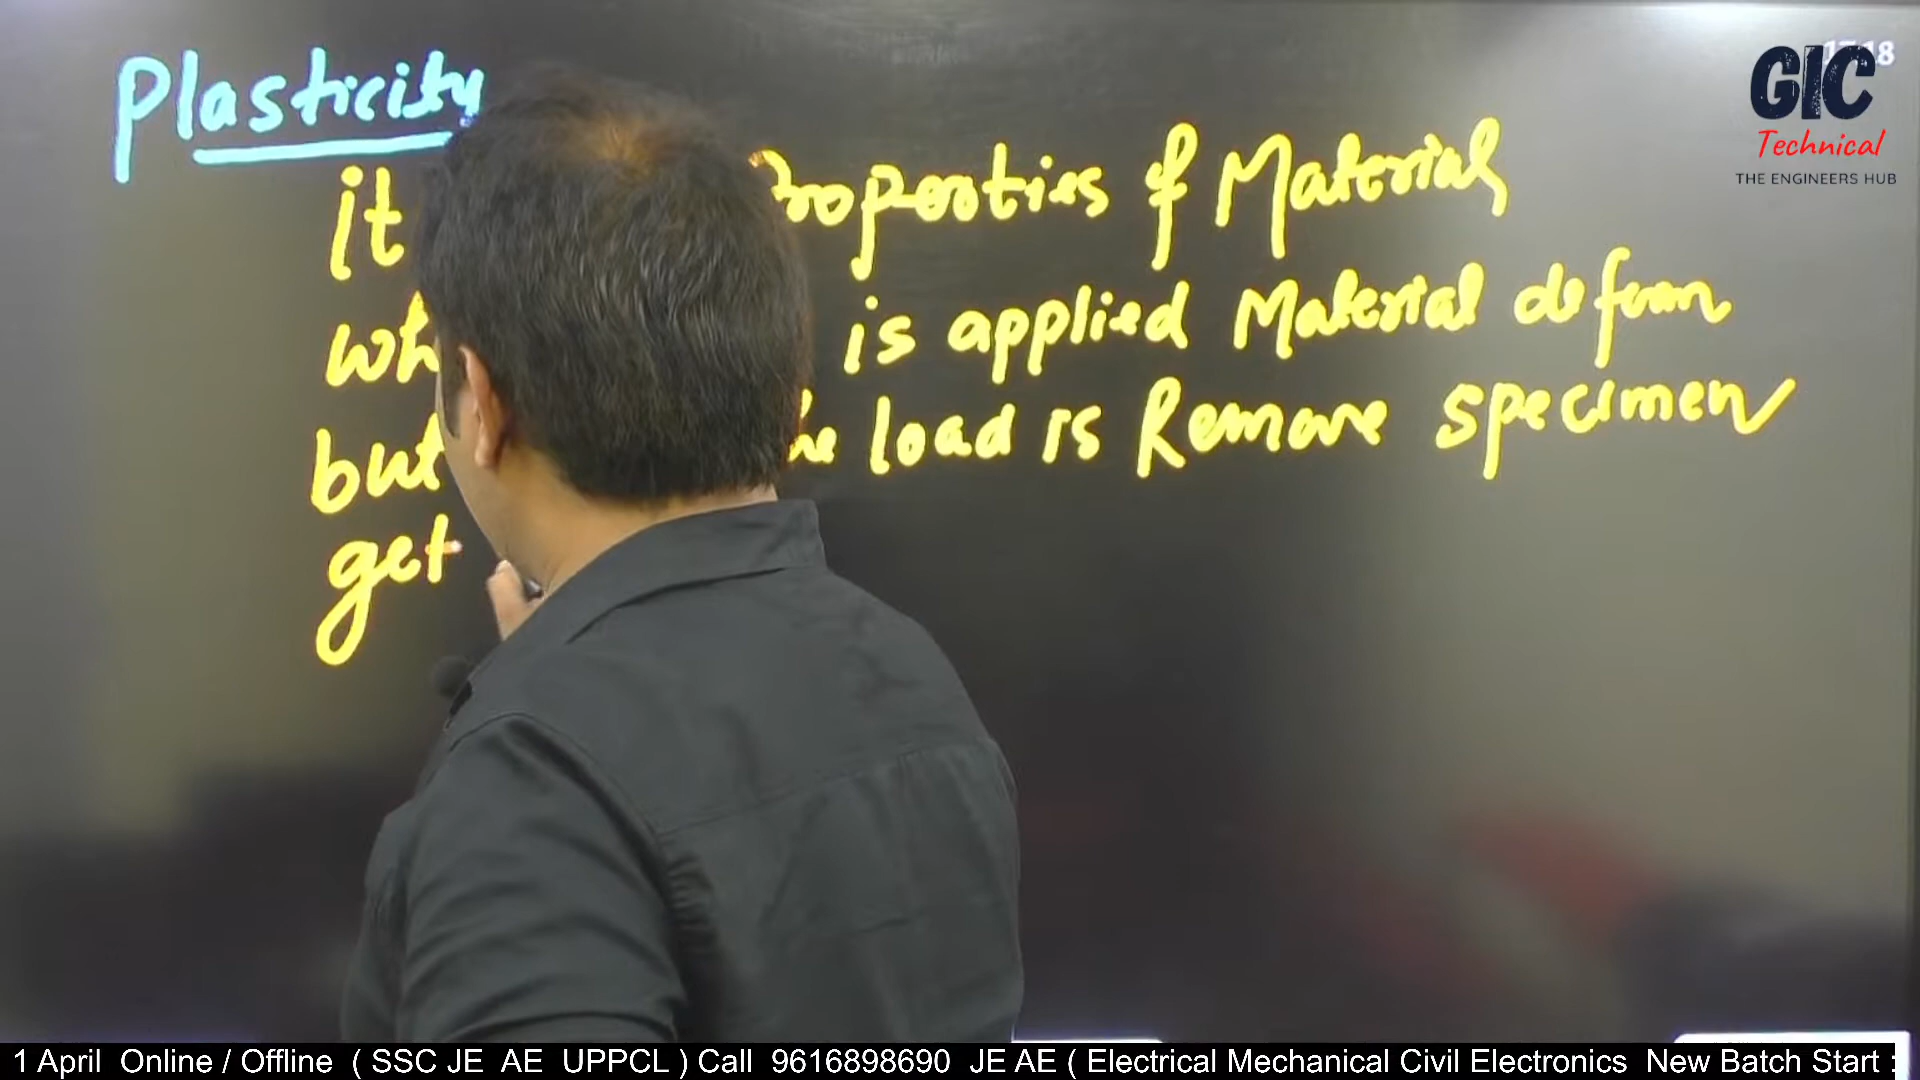 Plasticity
it Properties of Material
wh is applied Material deform
but the load is Remove specimen
get
GIC
Technical
THE ENGINEERS HUB
1 April Online / Offline ( SSC JE AE UPPCL ) Call 9616898690 JE AE ( Electrical Mechanical Civil Electronics New Batch Start :